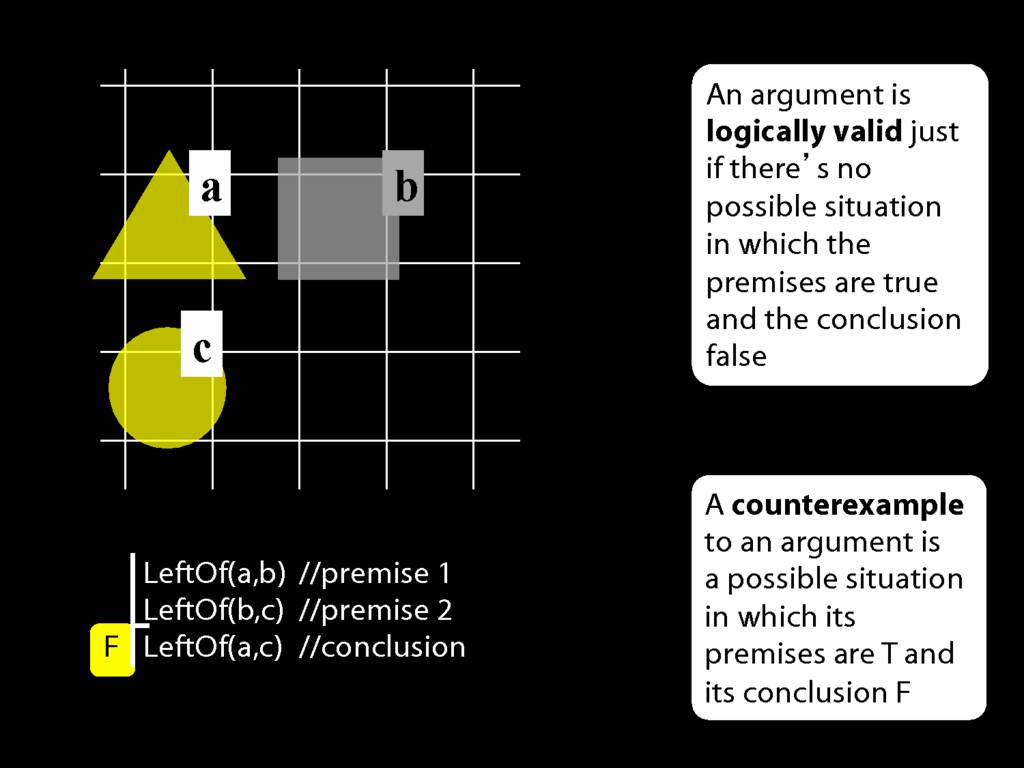 a
b
c
An argument is
logically valid just
if there’s no
possible situation
in which the
premises are true
and the conclusion
false
LeftOf(a,b) //premise 1
LeftOf(b,c) //premise 2
F LeftOf(a,c) //conclusion
A counterexample
to an argument is
a possible situation
in which its
premises are T and
its conclusion F